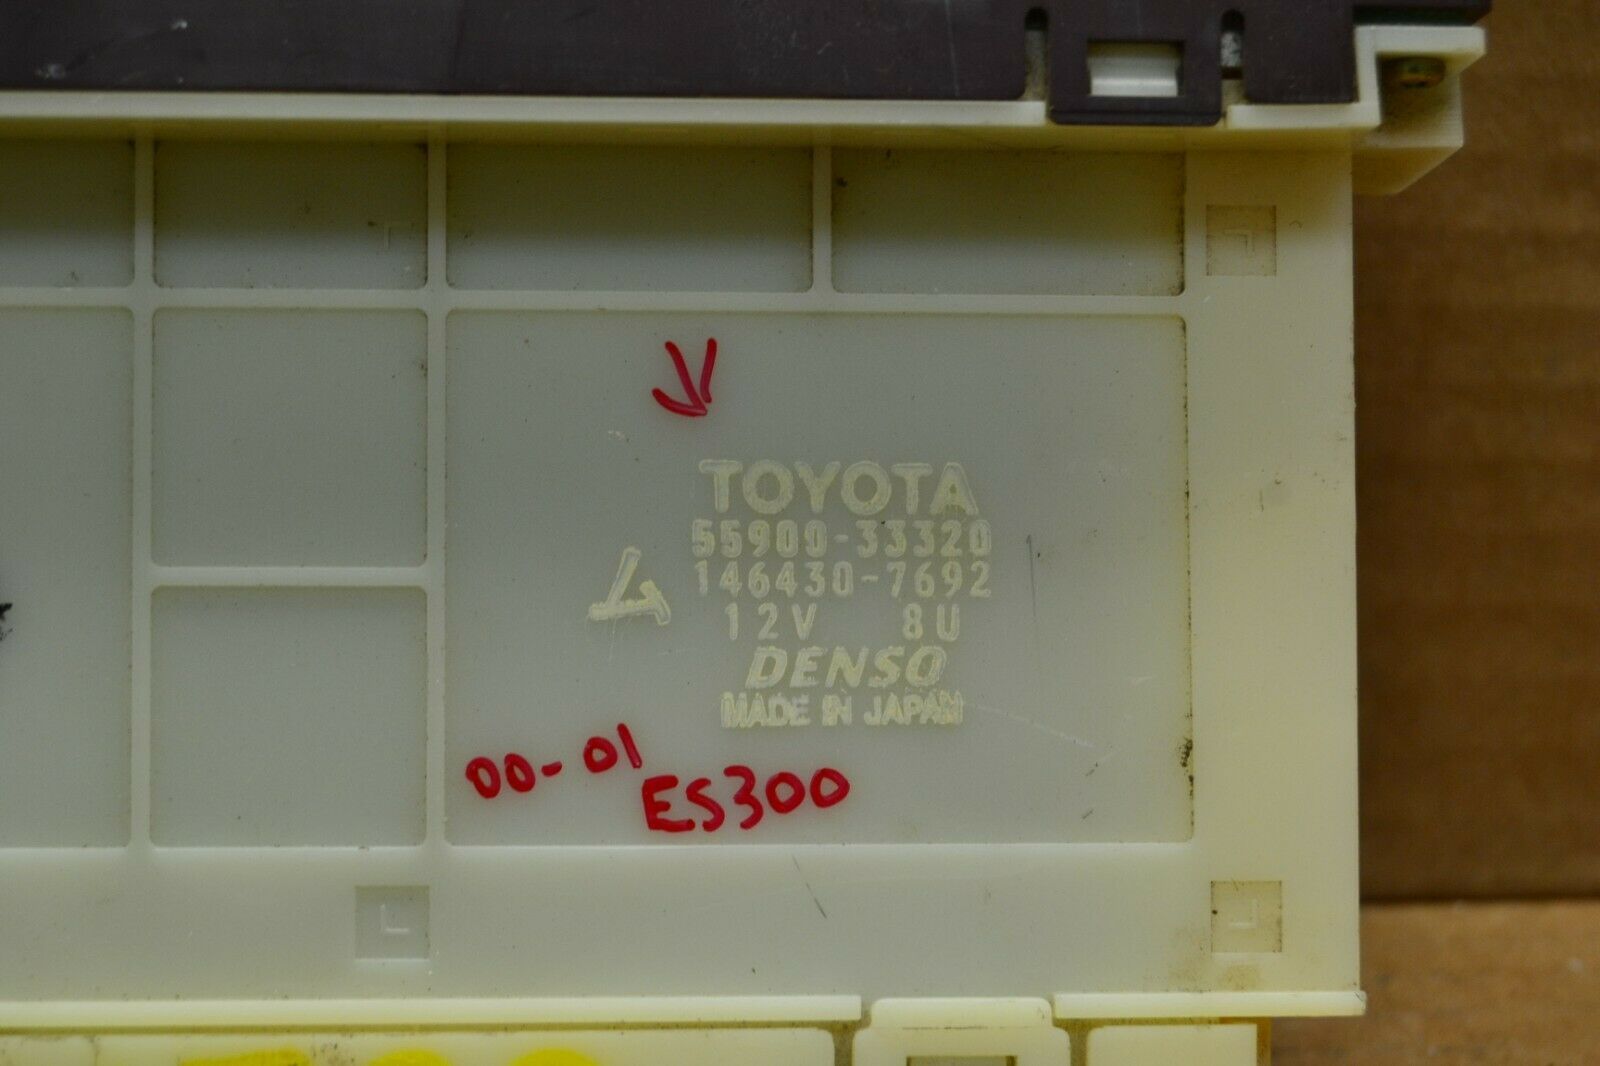 TOYOTA
55900-33320
146430-7692
12V 8U
DENSO
MADE IN JAPAN
00-01
ES300